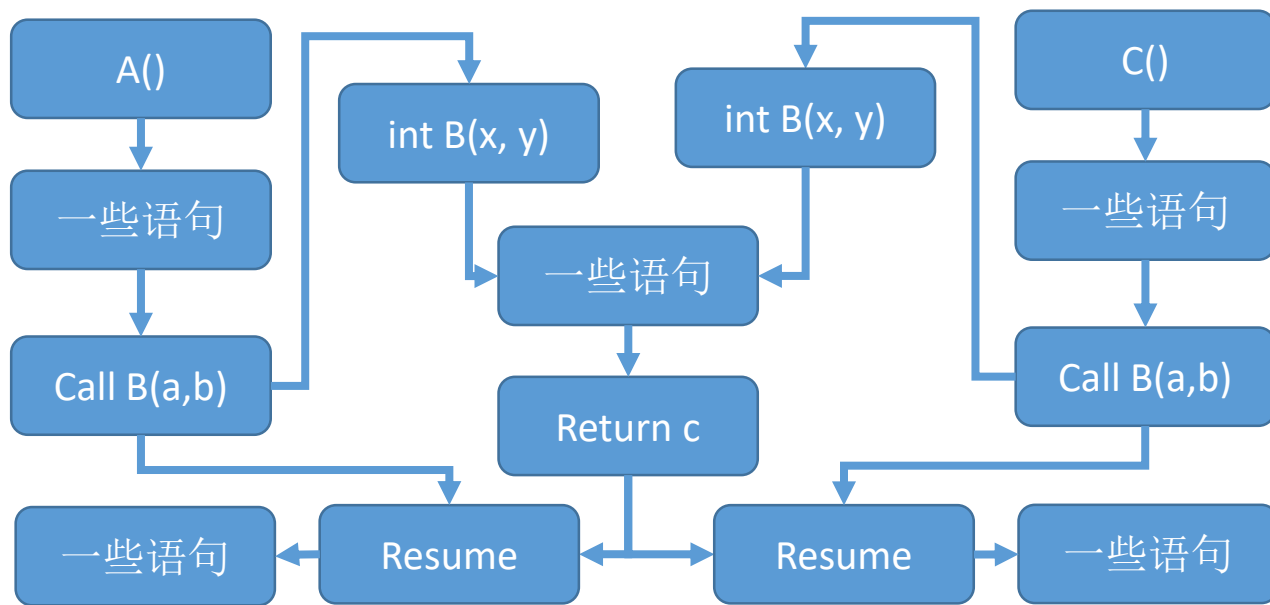 A()
C()
int B(x, y)
int B(x, y)
一些语句
一些语句
一些语句
Call B(a,b)
Call B(a,b)
Return c
一些语句
Resume
Resume
一些语句